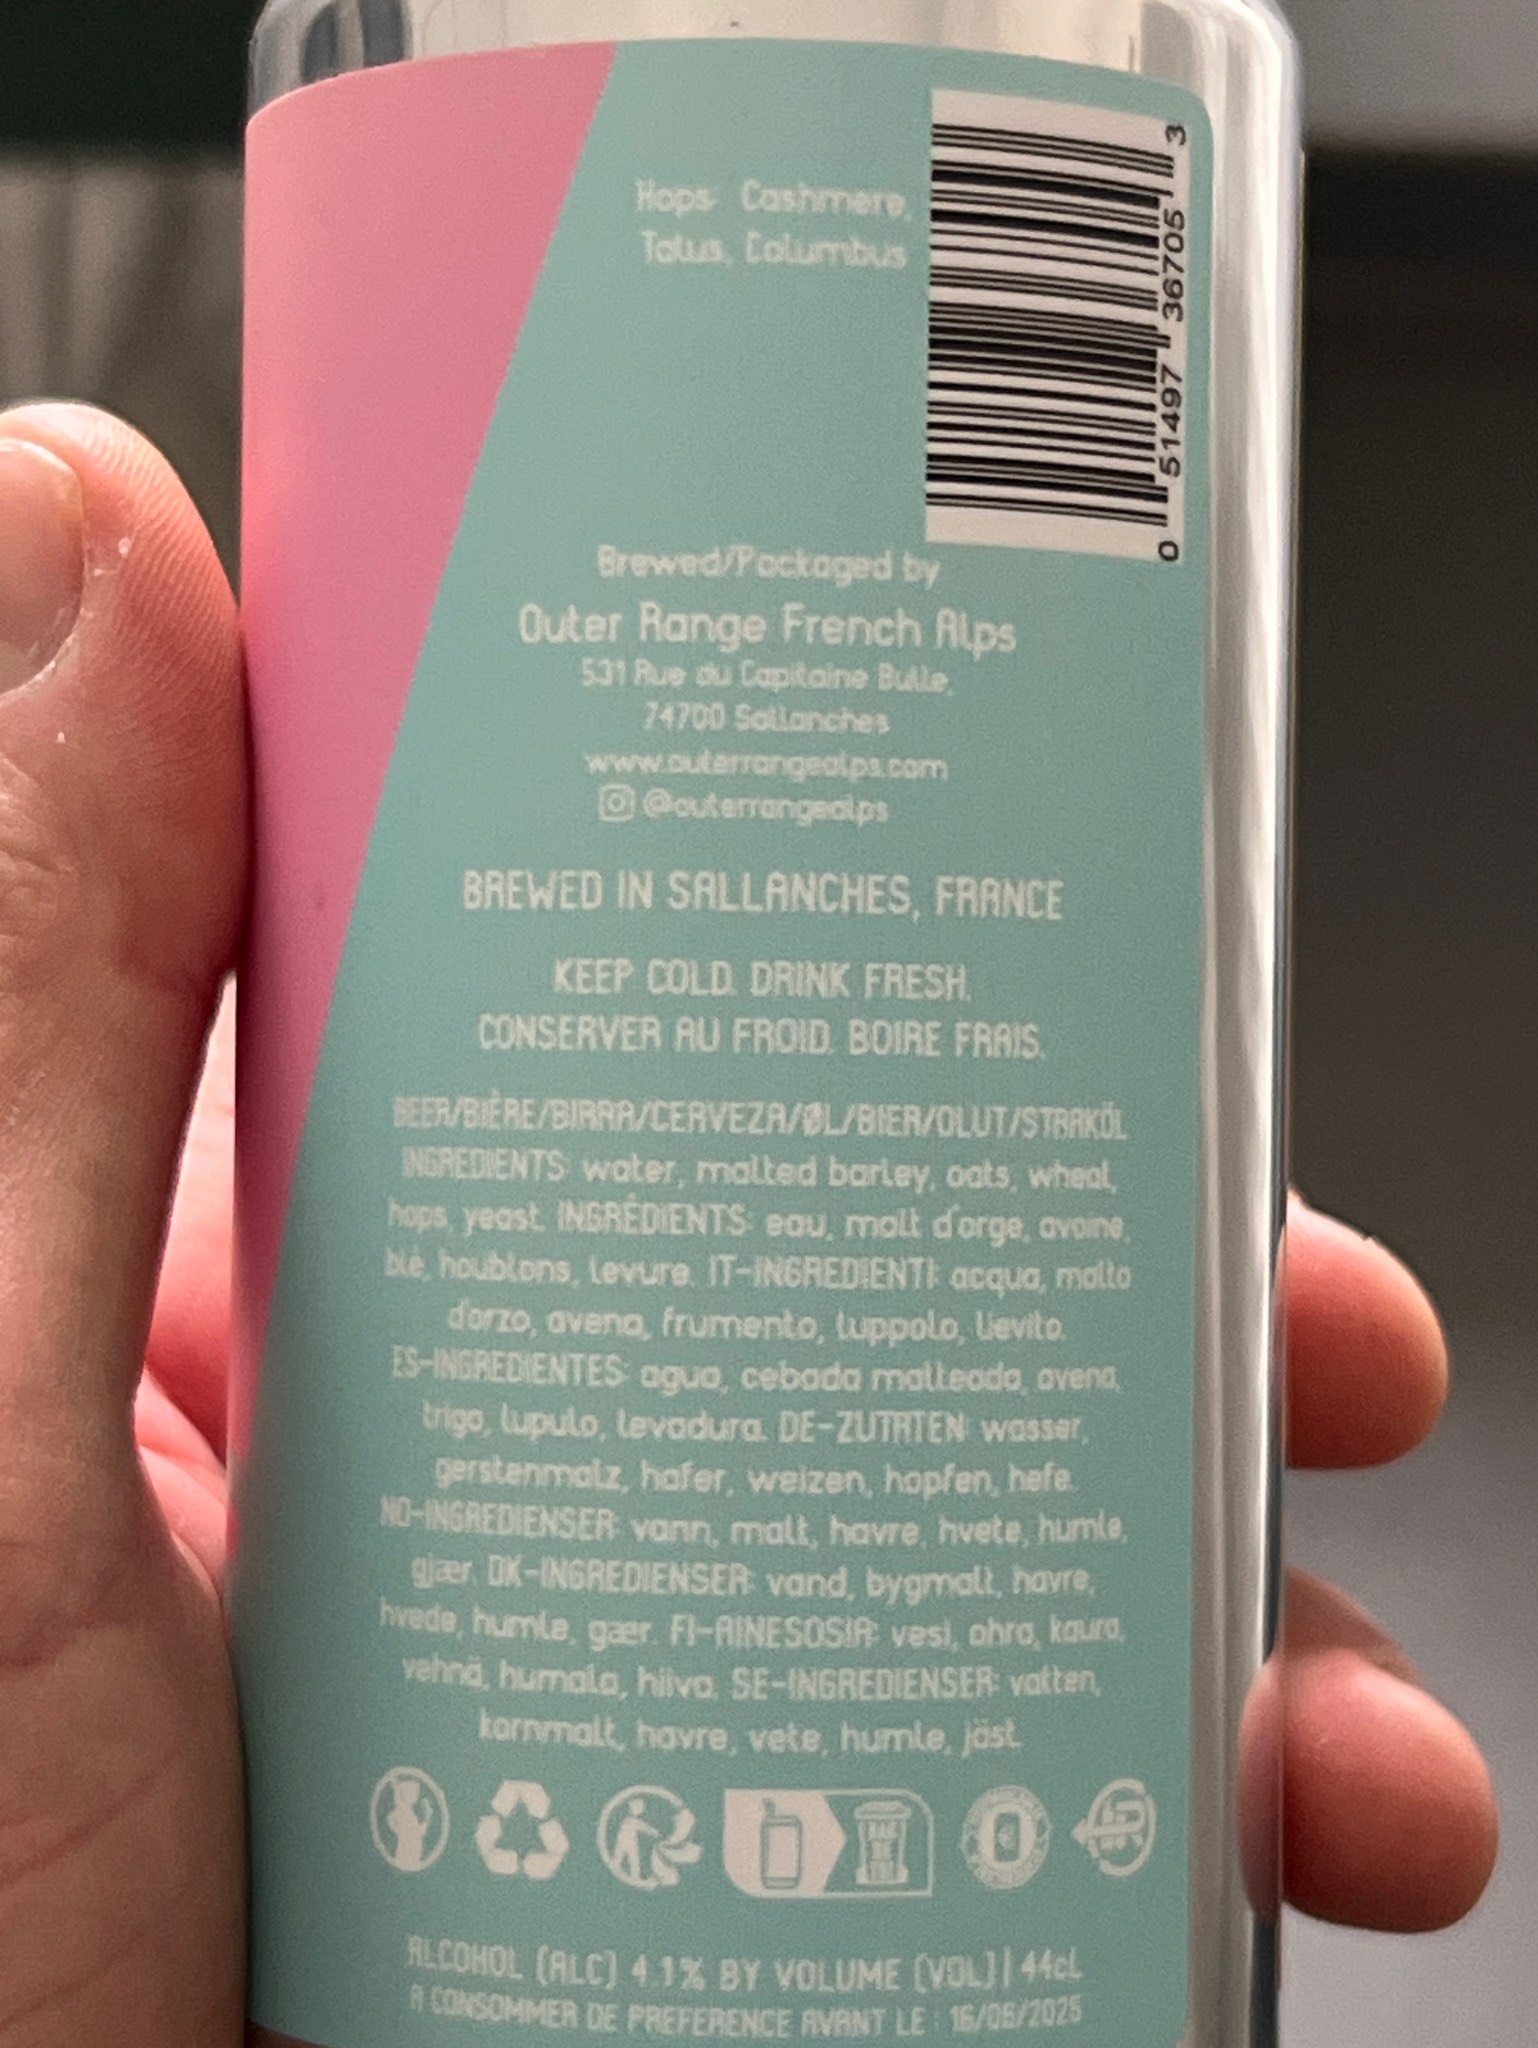 Hops: Cashmere,
Talus, Columbus
0 51497 36705 3
Brewed/Packaged by
Outer Range French Alps
531 Rue du Capitaine Bulle,
74700 Sallanches
www.outerrangealps.com
@outerrangealps
BREWED IN SALLANCHES, FRANCE
KEEP COLD. DRINK FRESH.
CONSERVER AU FROID. BOIRE FRAIS.
BEER/BIÈRE/BIRRA/CERVEZA/ØL/BIER/OLUT/STARKÖL
INGREDIENTS: water, malted barley, oats, wheat,
hops, yeast. INGRÉDIENTS: eau, malt d'orge, avoine,
blé, houblons, levure. IT-INGREDIENTI: acqua, malto
d'orzo, avena, frumento, luppolo, lievito.
ES-INGREDIENTES: agua, cebada malteada, avena,
trigo, lupulo, levadura. DE-ZUTATEN: wasser,
gerstenmalz, hafer, weizen, hopfen, hefe.
NO-INGREDIENSER: vann, malt, havre, hvete, humle,
gjær. DK-INGREDIENSER: vand, bygmalt, havre,
hvede, humle, gær. FI-AINESOSIA: vesi, ohra, kaura,
vehnä, humala, hiiva. SE-INGREDIENSER: vatten,
kornmalt, havre, vete, humle, jäst.
BAC DE TRI
ALCOHOL (ALC) 4.1% BY VOLUME (VOL) | 44cL
A CONSOMMER DE PREFERENCE AVANT LE : 16/08/2025